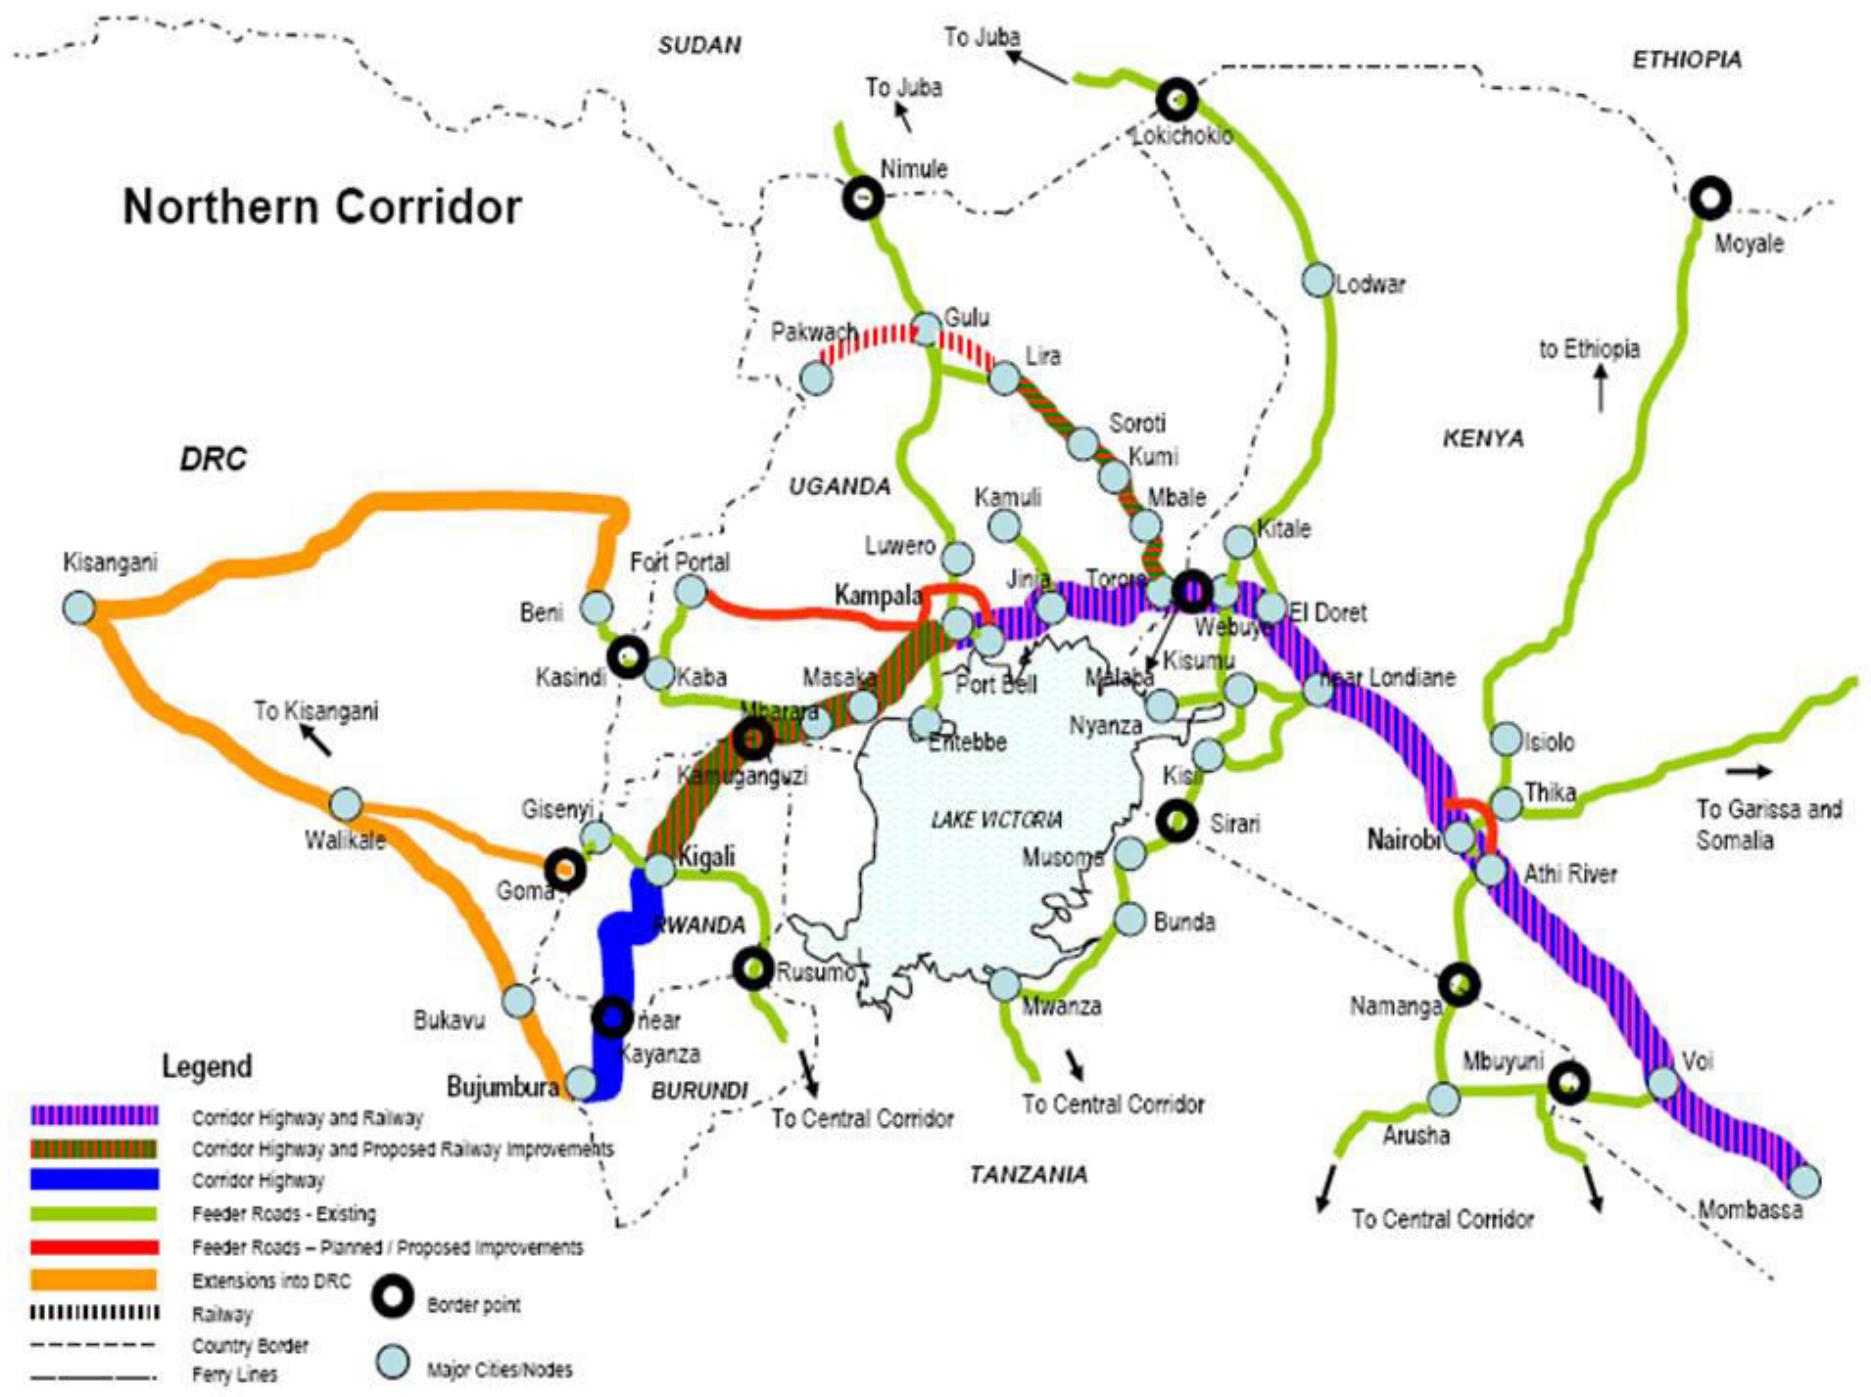 SUDAN
To Juba
ETHIOPIA
To Juba
Lokichokio
Nimule
Northern Corridor
Moyale
Lodwar
Gulu
Pakwach
Lira
to Ethiopia
Soroti
KENYA
Kumi
DRC
UGANDA
Kamuli
Mbale
Kitale
Luwero
Kisangani
Fort Portal
Jinja
Tororo
Kampala
Beni
El Doret
Webuye
Kisumu
Kasindi
Kaba
Masaka
Port Bell
Malaba
near Londiane
To Kisangani
Mbarara
Nyanza
Entebbe
Isiolo
Kamuganguzi
Kisii
Thika
Gisenyi
LAKE VICTORIA
Sirari
To Garissa and
Somalia
Walikale
Nairobi
Kigali
Musoma
Goma
Athi River
RWANDA
Bunda
Rusumo
Bukavu
near
Kayanza
Mwanza
Namanga
Mbuyuni
Voi
Legend
Bujumbura
BURUNDI
To Central Corridor
To Central Corridor
Arusha
Corridor Highway and Railway
Corridor Highway and Proposed Railway Improvements
TANZANIA
Corridor Highway
Mombassa
Feeder Roads - Existing
To Central Corridor
Feeder Roads – Planned / Proposed Improvements
Extensions into DRC
Border point
Railway
Country Border
Ferry Lines
Major Cities/Nodes